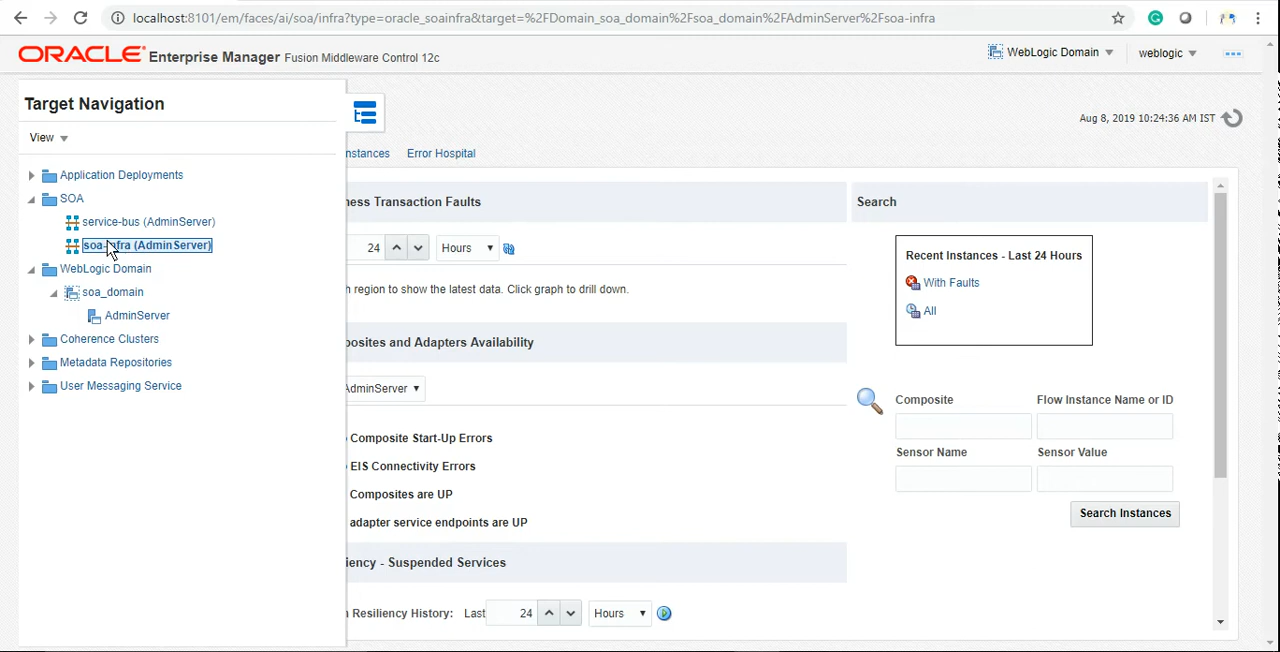 localhost:8101/em/faces/ai/soa/infra?type=oracle_soainfra&target=%2FDomain_soa_domain%2Fsoa_domain%2FAdminServer%2Fsoa-infra
ORACLE Enterprise Manager Fusion Middleware Control 12c
WebLogic Domain
weblogic
Target Navigation
View
Application Deployments
SOA
service-bus (AdminServer)
soa-infra (AdminServer)
WebLogic Domain
soa_domain
AdminServer
Coherence Clusters
Metadata Repositories
User Messaging Service
Aug 8, 2019 10:24:36 AM IST
nstances Error Hospital
ness Transaction Faults
24 Hours
h region to show the latest data. Click graph to drill down.
posites and Adapters Availability
AdminServer
Composite Start-Up Errors
EIS Connectivity Errors
Composites are UP
adapter service endpoints are UP
iency - Suspended Services
Resiliency History: Last 24 Hours
Search
Recent Instances - Last 24 Hours
With Faults
All
Composite Flow Instance Name or ID
Sensor Name Sensor Value
Search Instances